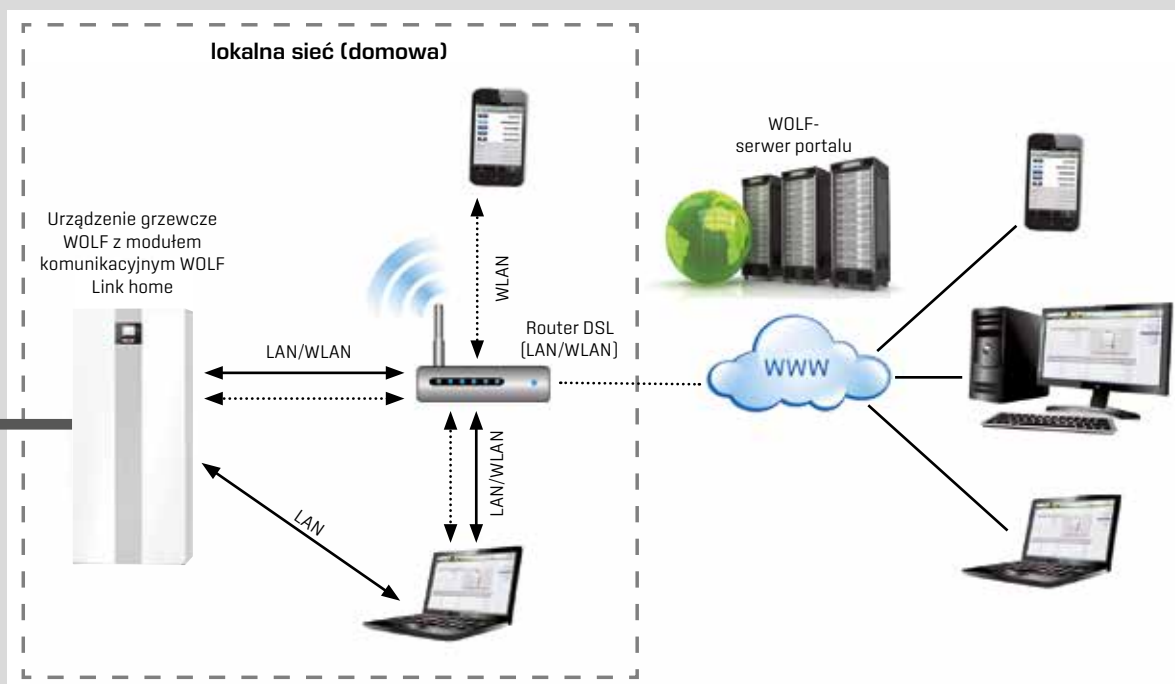 lokalna sieć (domowa)
WOLF-
serwer portalu
Urządzenie grzewcze
WOLF z modułem
komunikacyjnym WOLF
Link home
WLAN
Router DSL
(LAN/WLAN)
LAN/WLAN
WWW
LAN/WLAN
LAN